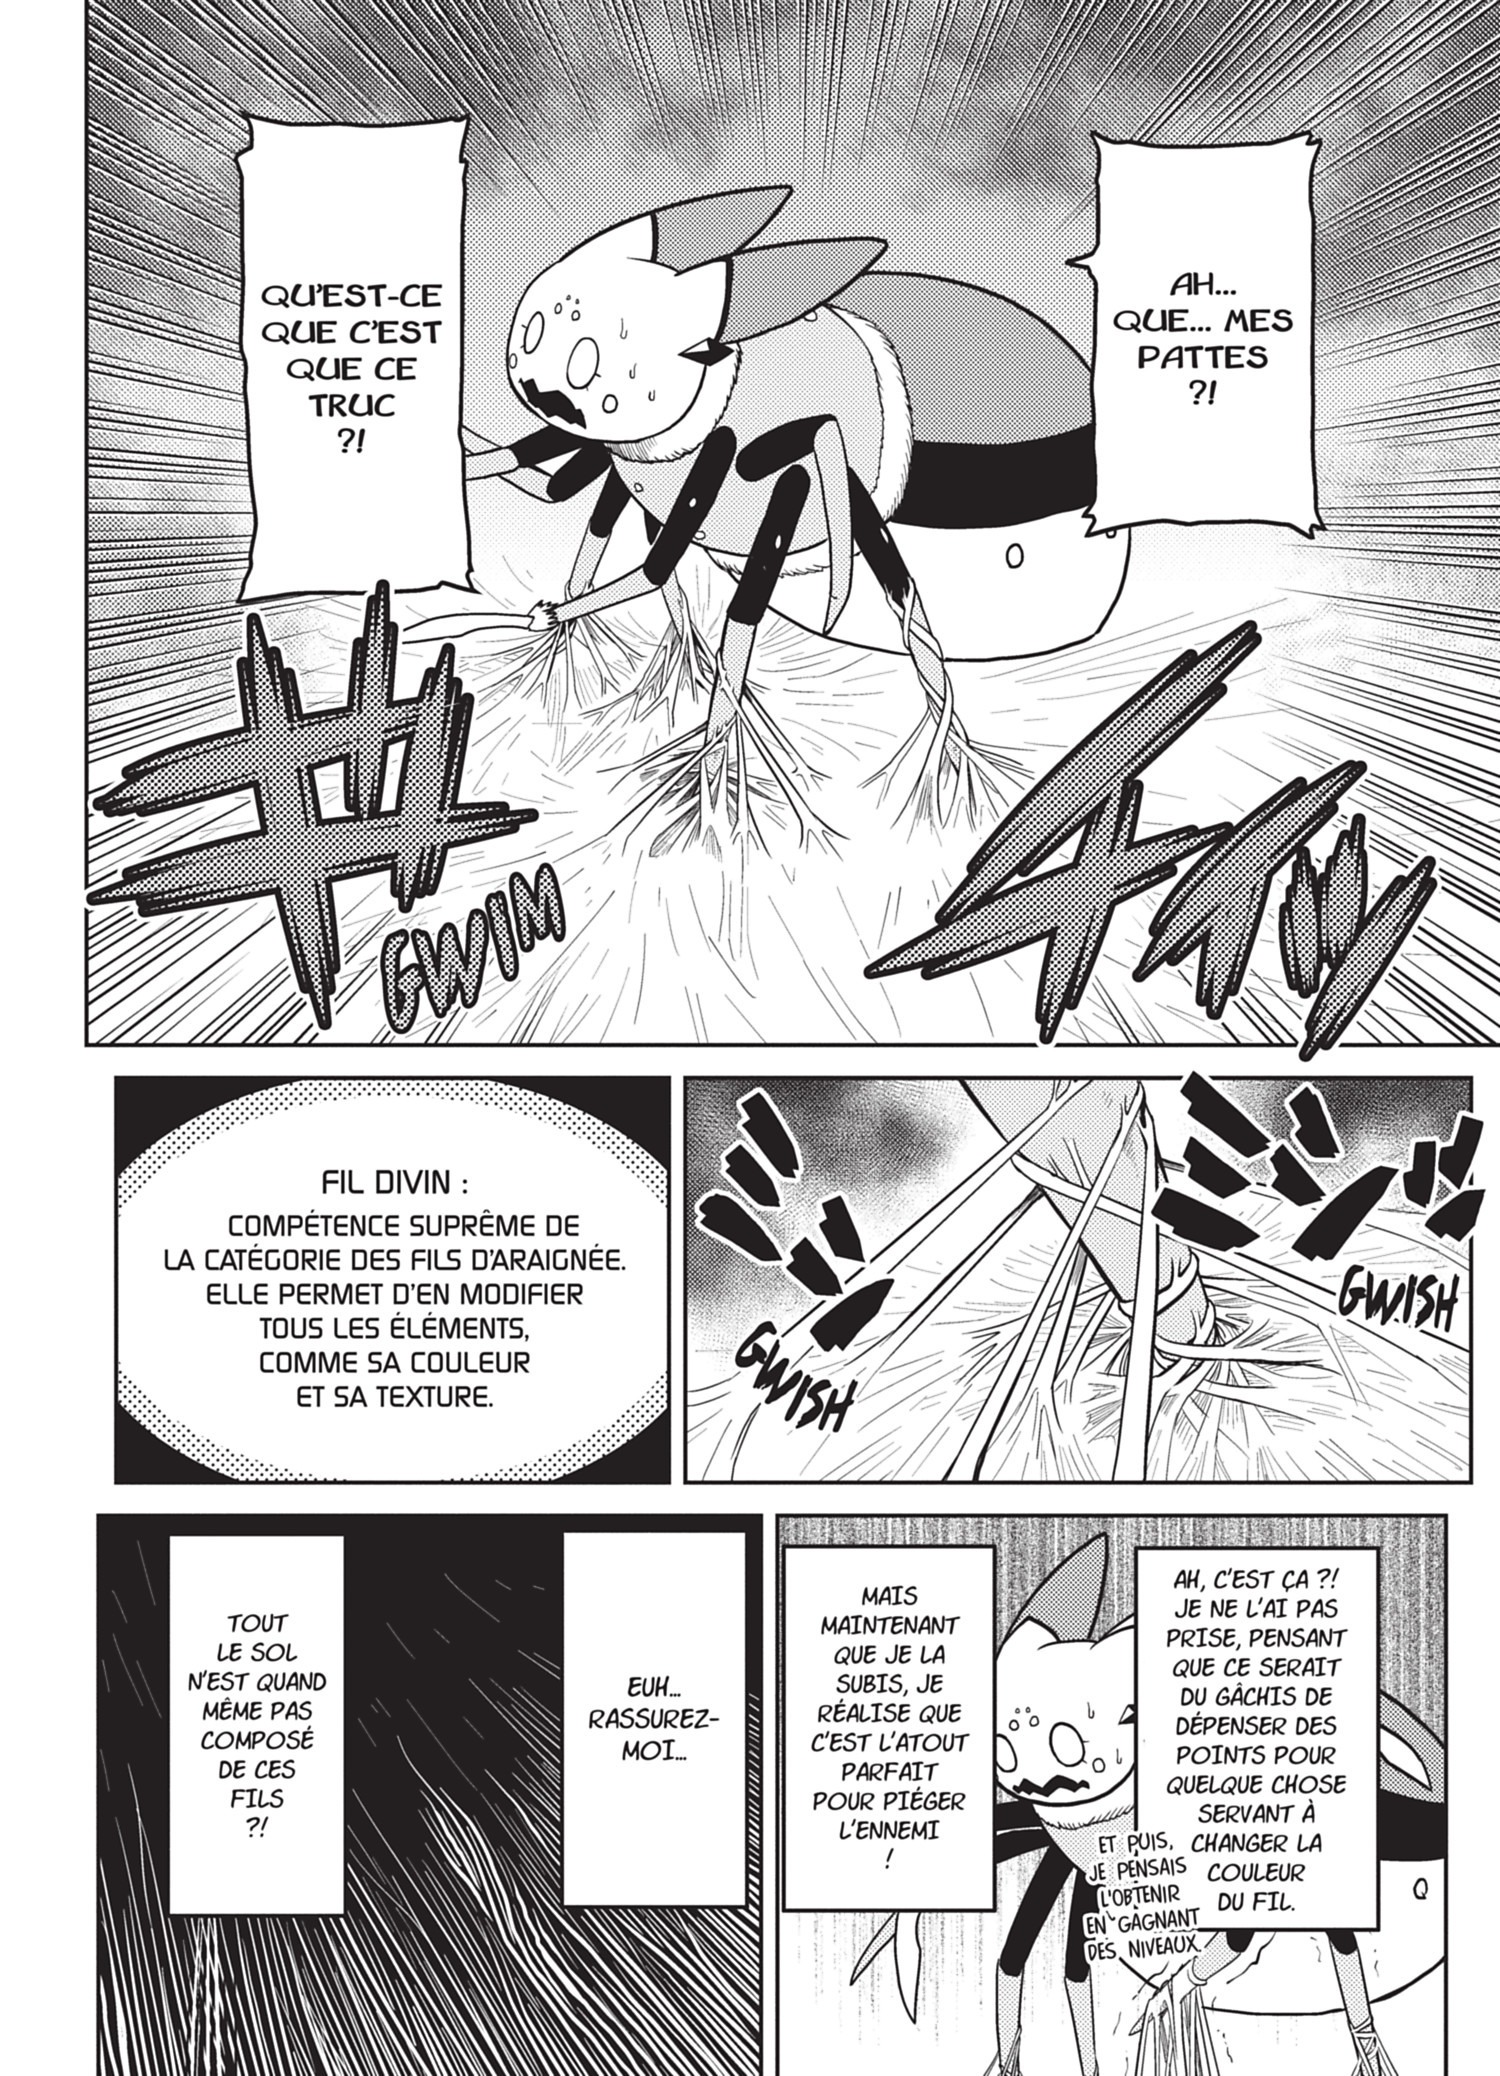 AH...
QUE... MES
PATTES
?!
QU'EST-CE
QUE C'EST
QUE CE
TRUC
?!
GWIM
GWISH
GWISH
FIL DIVIN :
COMPÉTENCE SUPRÊME DE
LA CATÉGORIE DES FILS D'ARAIGNÉE.
ELLE PERMET D'EN MODIFIER
TOUS LES ÉLÉMENTS,
COMME SA COULEUR
ET SA TEXTURE.
AH, C'EST ÇA ?!
JE NE L'AI PAS
PRISE, PENSANT
QUE CE SERAIT
DU GÂCHIS DE
DÉPENSER DES
POINTS POUR
QUELQUE CHOSE
SERVANT À
CHANGER LA
COULEUR
DU FIL.
ET PUIS,
JE PENSAIS
L'OBTENIR
EN GAGNANT
DES NIVEAUX.
MAIS
MAINTENANT
QUE JE LA
SUBIS, JE
RÉALISE QUE
C'EST L'ATOUT
PARFAIT
POUR PIÉGER
L'ENNEMI
!
EUH...
RASSUREZ-
MOI...
TOUT
LE SOL
N'EST QUAND
MÊME PAS
COMPOSÉ
DE CES
FILS
?!